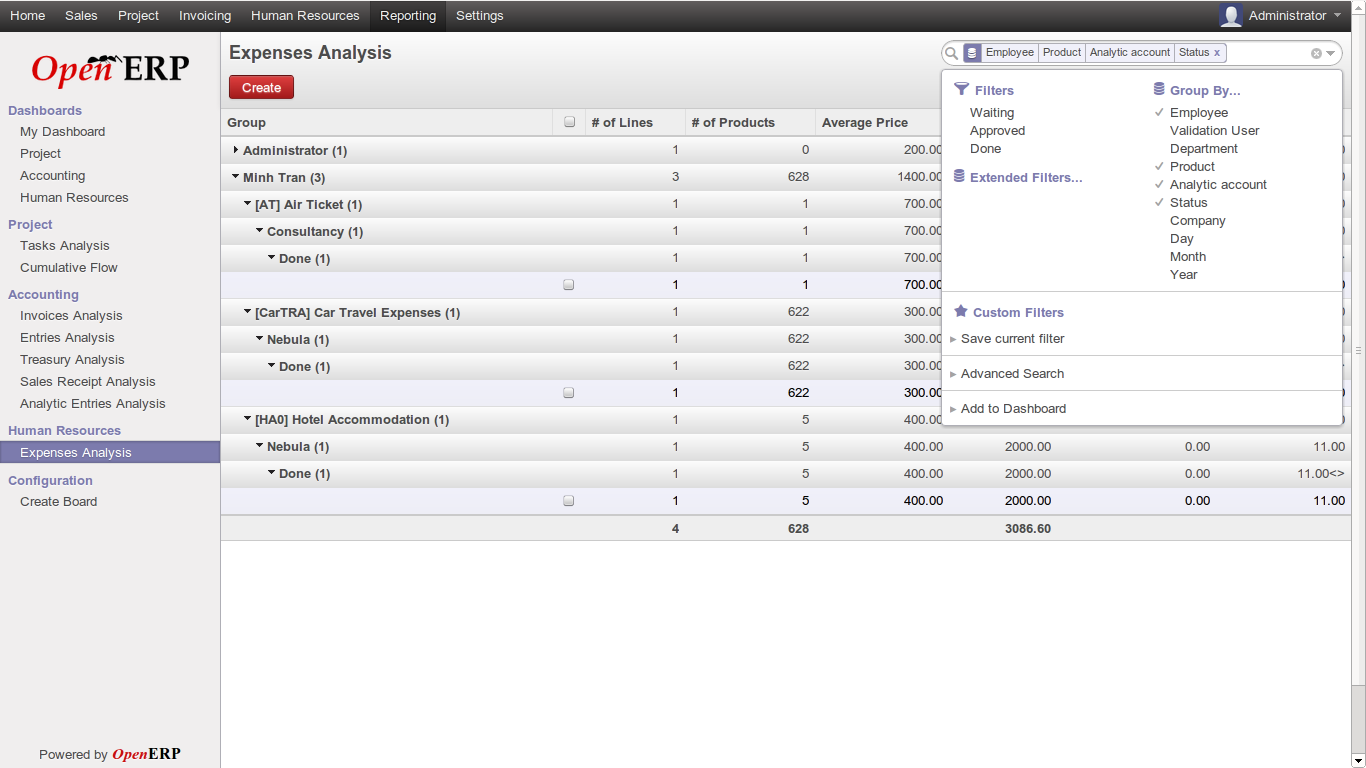 Home Sales Project Invoicing Human Resources Reporting Settings Administrator
OpenERP
Dashboards
My Dashboard
Project
Accounting
Human Resources
Project
Tasks Analysis
Cumulative Flow
Accounting
Invoices Analysis
Entries Analysis
Treasury Analysis
Sales Receipt Analysis
Analytic Entries Analysis
Human Resources
Expenses Analysis
Configuration
Create Board
Powered by OpenERP
Expenses Analysis
Employee Product Analytic account Status x
Create
Group # of Lines # of Products Average Price
Administrator (1) 1 0 200.00
Minh Tran (3) 3 628 1400.00
[AT] Air Ticket (1) 1 1 700.00
Consultancy (1) 1 1 700.00
Done (1) 1 1 700.00
1 1 700.00
[CarTRA] Car Travel Expenses (1) 1 622 300.00
Nebula (1) 1 622 300.00
Done (1) 1 622 300.00
1 622 300.00
[HA0] Hotel Accommodation (1) 1 5 400.00
Nebula (1) 1 5 400.00 2000.00 0.00 11.00
Done (1) 1 5 400.00 2000.00 0.00 11.00<>
1 5 400.00 2000.00 0.00 11.00
4 628 3086.60
Filters
Waiting
Approved
Done
Extended Filters...
Group By...
Employee
Validation User
Department
Product
Analytic account
Status
Company
Day
Month
Year
Custom Filters
Save current filter
Advanced Search
Add to Dashboard